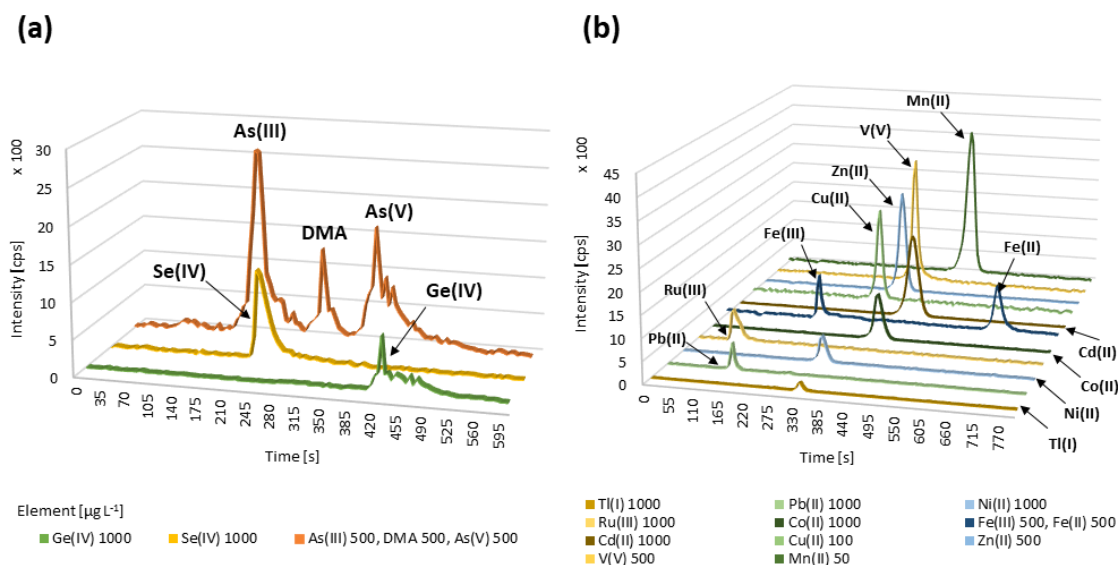 (a)
x 100
Intensity [cps]
30
25
20
15
10
5
0
As(III)
DMA
As(V)
Se(IV)
Ge(IV)
0 35 70 105 140 175 210 245 280 315 350 385 420 455 490 525 560 595
Time [s]
Element [µg L-1]
Ge(IV) 1000 Se(IV) 1000 As(III) 500, DMA 500, As(V) 500
(b)
x 100
Intensity [cps]
45
40
35
30
25
20
15
10
5
0
Mn(II)
V(V)
Zn(II)
Cu(II)
Fe(III)
Fe(II)
Ru(III)
Pb(II)
Cd(II)
Co(II)
Ni(II)
Tl(I)
0 55 110 165 220 275 330 385 440 495 550 605 660 715 770
Time [s]
Tl(I) 1000 Pb(II) 1000 Ni(II) 1000
Ru(III) 1000 Co(II) 1000 Fe(III) 500, Fe(II) 500
Cd(II) 1000 Cu(II) 100 Zn(II) 500
V(V) 500 Mn(II) 50